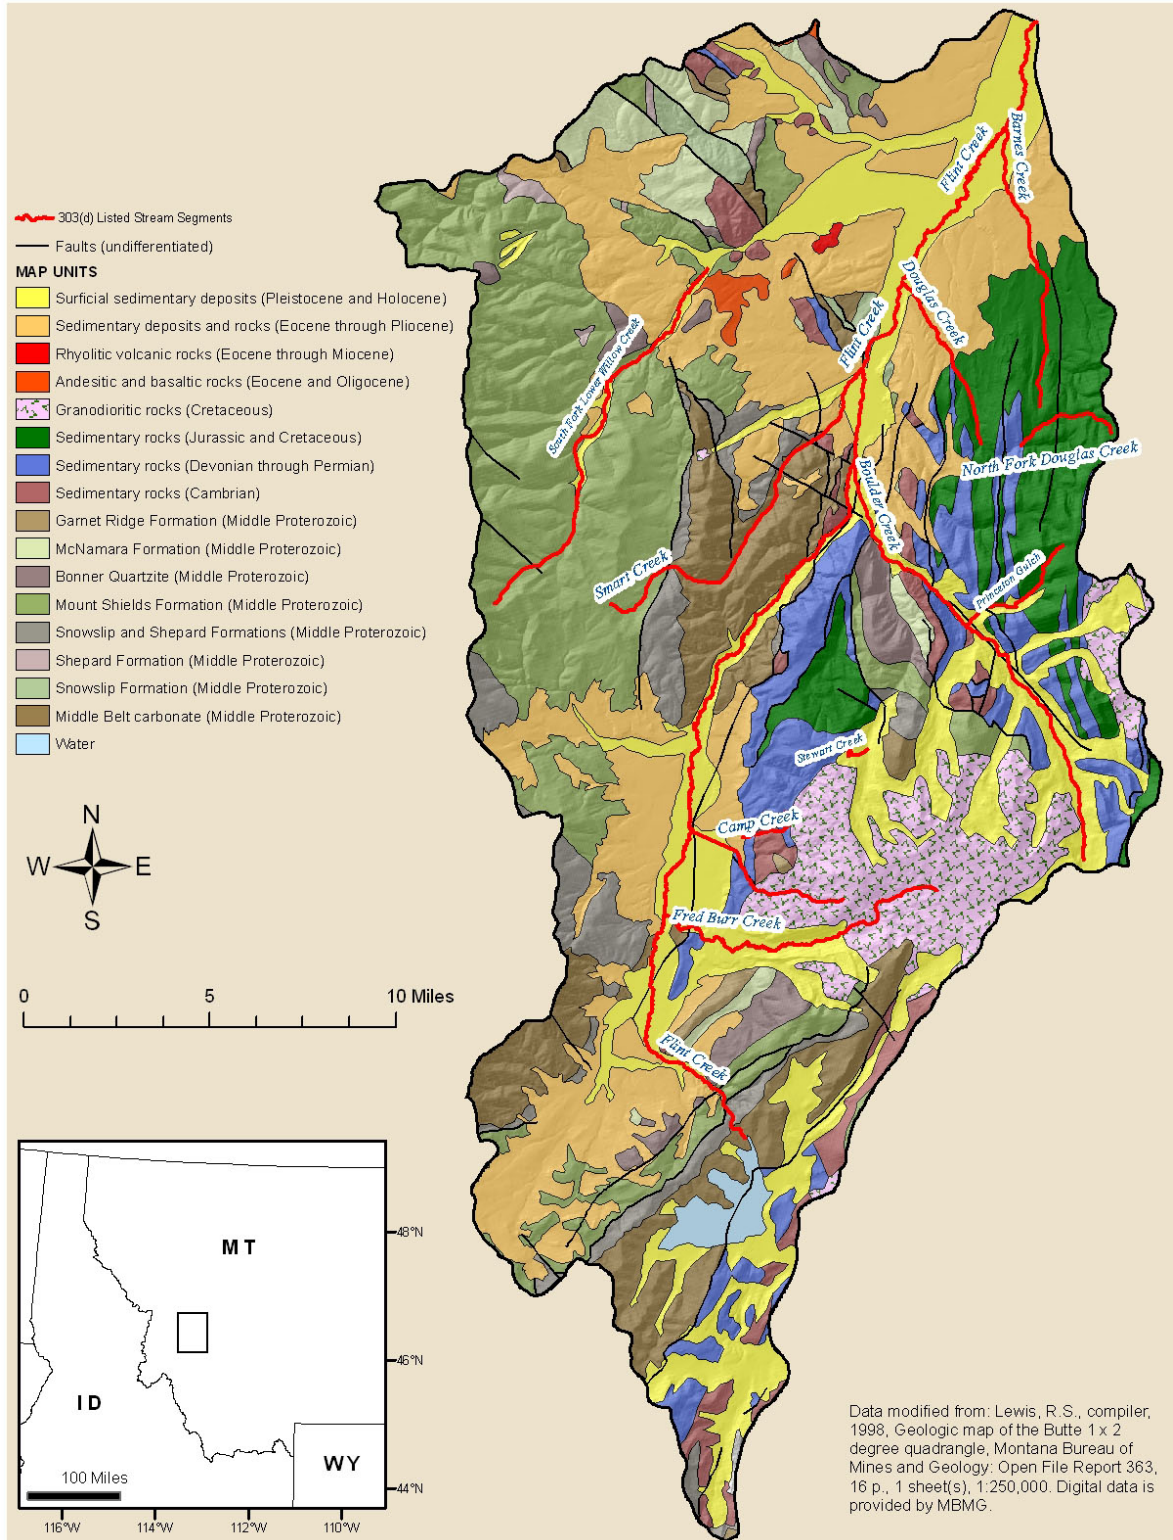 303(d) Listed Stream Segments
Faults (undifferentiated)
MAP UNITS
Surficial sedimentary deposits (Pleistocene and Holocene)
Sedimentary deposits and rocks (Eocene through Pliocene)
Rhyolitic volcanic rocks (Eocene through Miocene)
Andesitic and basaltic rocks (Eocene and Oligocene)
Granodioritic rocks (Cretaceous)
Sedimentary rocks (Jurassic and Cretaceous)
Sedimentary rocks (Devonian through Permian)
Sedimentary rocks (Cambrian)
Garnet Ridge Formation (Middle Proterozoic)
McNamara Formation (Middle Proterozoic)
Bonner Quartzite (Middle Proterozoic)
Mount Shields Formation (Middle Proterozoic)
Snowslip and Shepard Formations (Middle Proterozoic)
Shepard Formation (Middle Proterozoic)
Snowslip Formation (Middle Proterozoic)
Middle Belt carbonate (Middle Proterozoic)
Water
N
W E
S
0 5 10 Miles
Flint Creek
Barnes Creek
Douglas Creek
Flint Creek
South Fork Lower Willow Creek
North Fork Douglas Creek
Boulder Creek
Smart Creek
Princeton Gulch
Stewart Creek
Camp Creek
Fred Burr Creek
Flint Creek
MT
ID
WY
100 Miles
48°N
46°N
44°N
116°W 114°W 112°W 110°W
Data modified from: Lewis, R.S., compiler,
1998, Geologic map of the Butte 1 x 2
degree quadrangle, Montana Bureau of
Mines and Geology: Open File Report 363,
16 p., 1 sheet(s), 1:250,000. Digital data is
provided by MBMG.